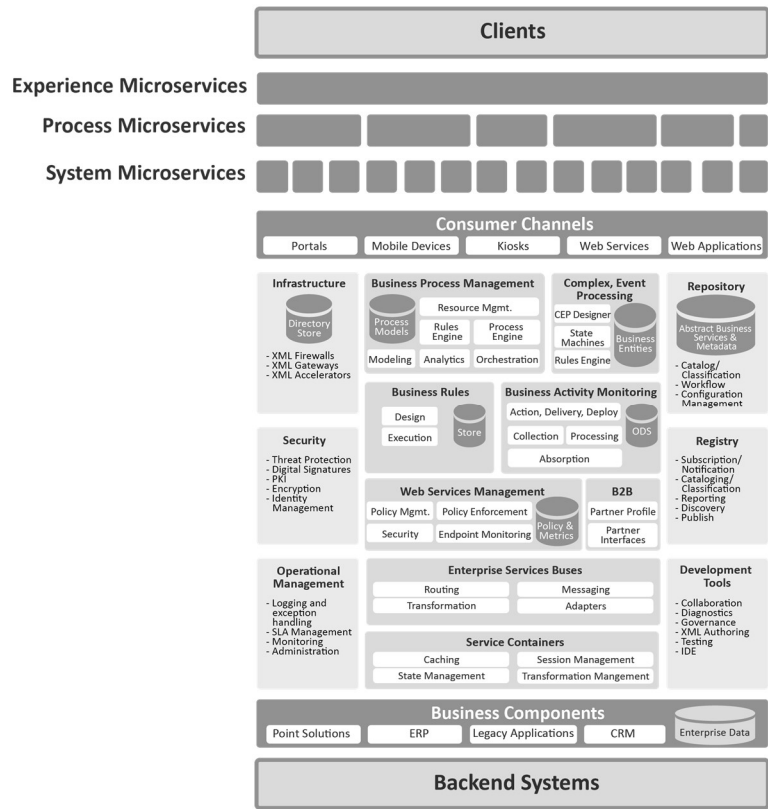 Clients
Experience Microservices
Process Microservices
System Microservices
Consumer Channels
Portals
Mobile Devices
Kiosks
Web Services
Web Applications
Infrastructure
Directory
Store
- XML Firewalls
- XML Gateways
- XML Accelerators
Business Process Management
Process
Models
Resource Mgmt.
Rules
Engine
Process
Engine
Modeling
Analytics
Orchestration
Complex, Event
Processing
CEP Designer
State
Machines
Rules Engine
Business
Entities
Repository
Abstract Business
Services &
Metadata
- Catalog/
Classification
- Workflow
- Configuration
Management
Business Rules
Design
Execution
Store
Business Activity Monitoring
Action, Delivery, Deploy
Collection
Processing
Absorption
ODS
Security
- Threat Protection
- Digital Signatures
- PKI
- Encryption
- Identity
Management
Web Services Management
Policy Mgmt.
Policy Enforcement
Security
Endpoint Monitoring
Policy &
Metrics
B2B
Partner Profile
Partner
Interfaces
Registry
- Subscription/
Notification
- Cataloging/
Classification
- Reporting
- Discovery
- Publish
Operational
Management
- Logging and
exception
handling
- SLA Management
- Monitoring
- Administration
Enterprise Services Buses
Routing
Messaging
Transformation
Adapters
Service Containers
Caching
Session Management
State Management
Transformation Mangement
Development
Tools
- Collaboration
- Diagnostics
- Governance
- XML Authoring
- Testing
- IDE
Business Components
Point Solutions
ERP
Legacy Applications
CRM
Enterprise Data
Backend Systems